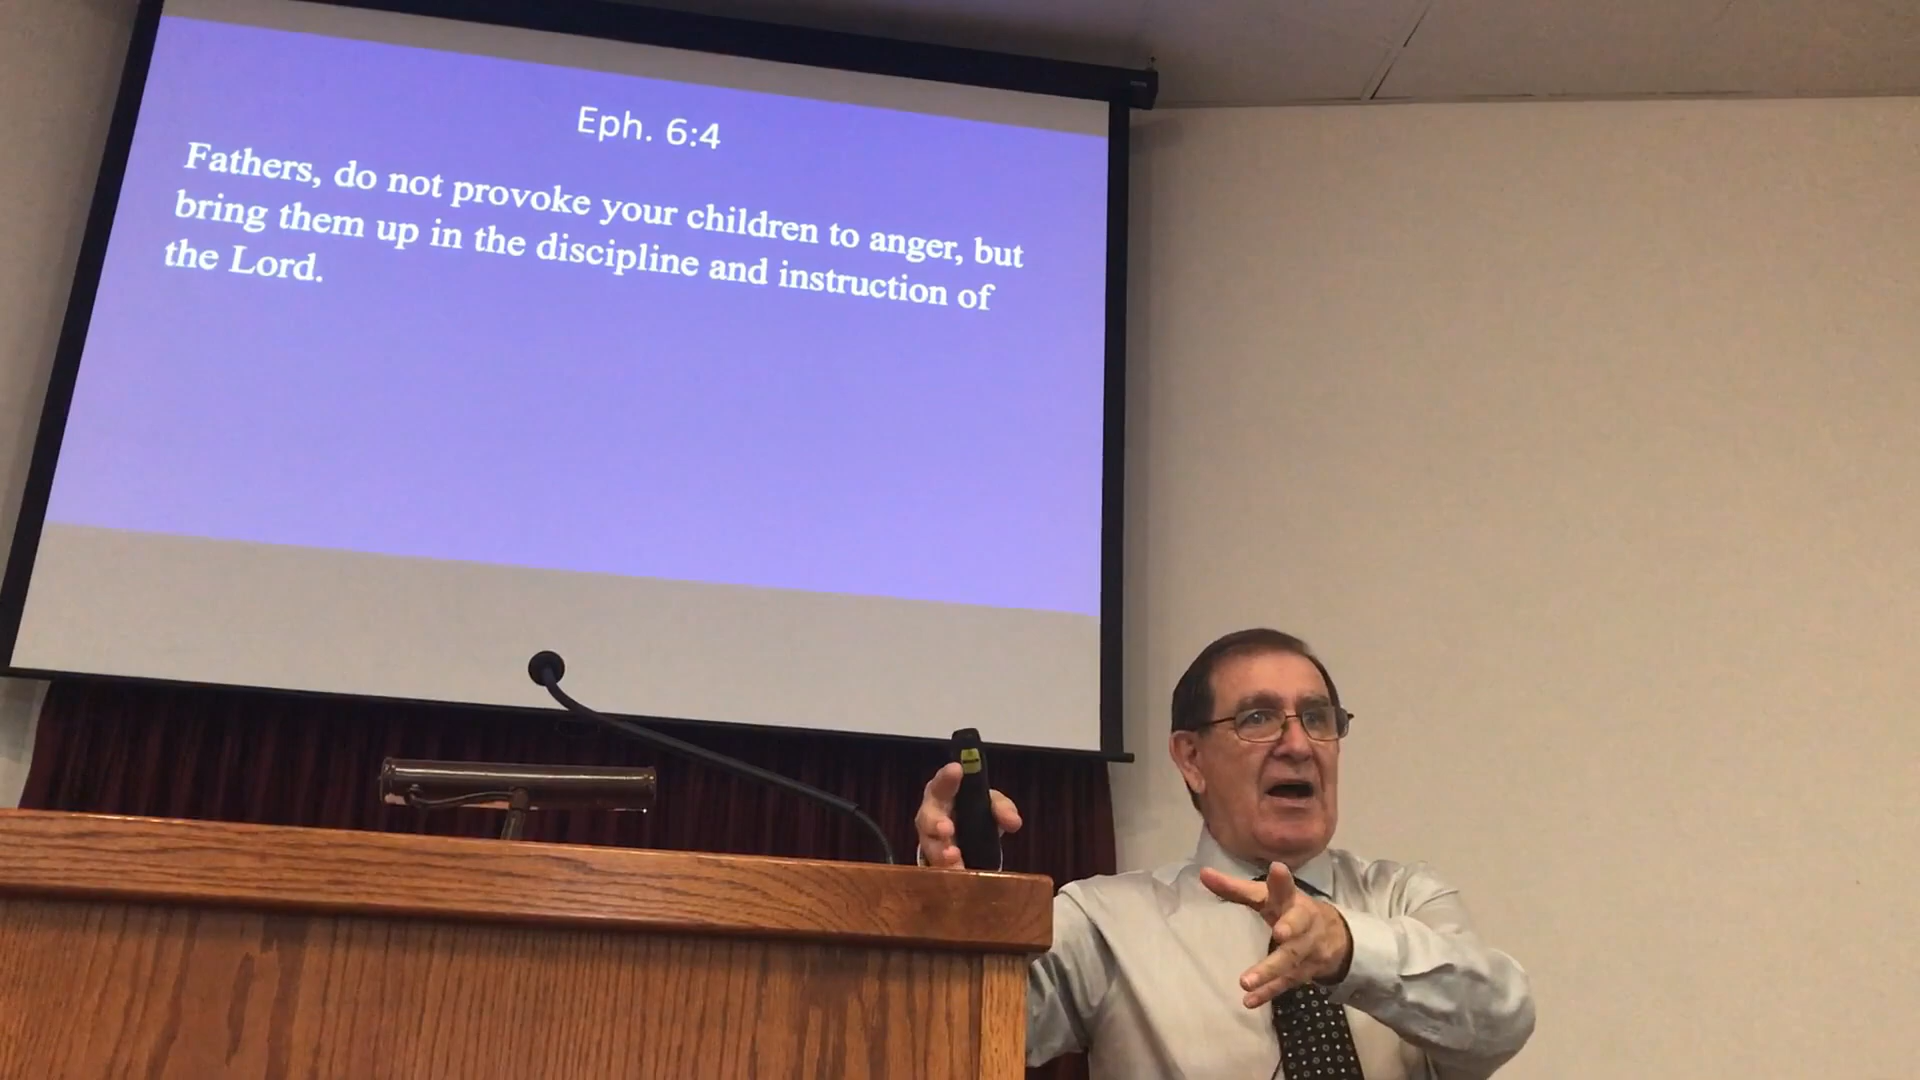 Eph. 6:4
Fathers, do not provoke your children to anger, but
bring them up in the discipline and instruction of
the Lord.